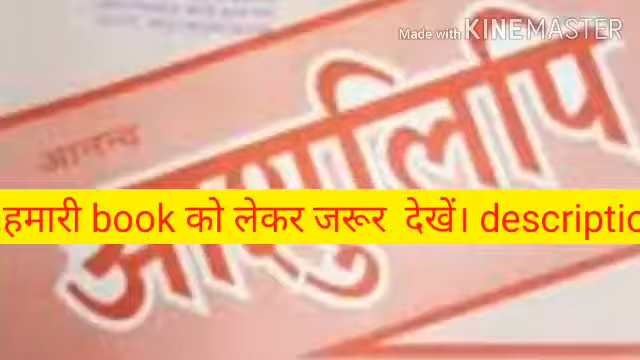 Made with KINEMASTER
आनन्द
आशुलिपि
हमारी book को लेकर जरूर देखें। descriptio